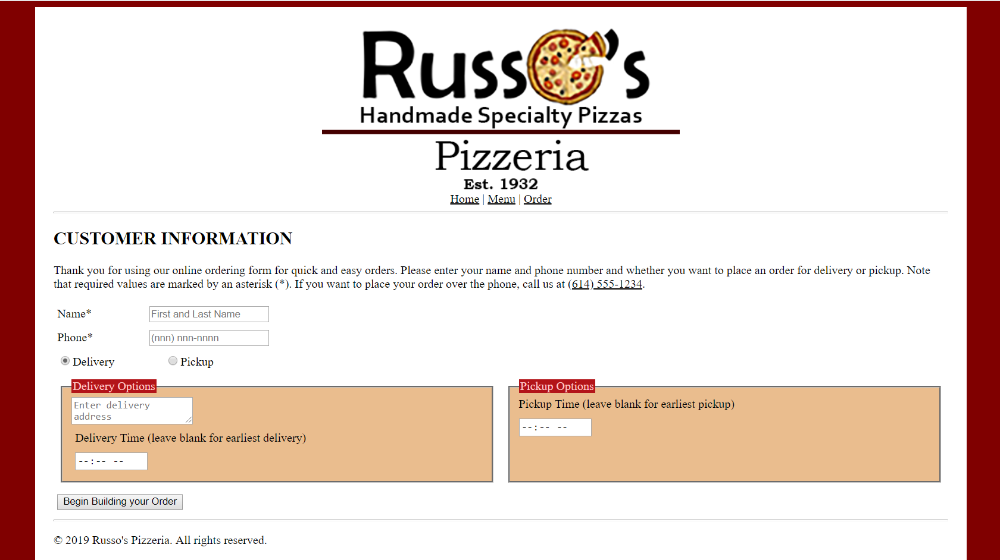 Russo's
Handmade Specialty Pizzas
Pizzeria
Est. 1932
Home | Menu | Order
CUSTOMER INFORMATION
Thank you for using our online ordering form for quick and easy orders. Please enter your name and phone number and whether you want to place an order for delivery or pickup. Note
that required values are marked by an asterisk (*). If you want to place your order over the phone, call us at (614) 555-1234.
Name* First and Last Name
Phone* (nnn) nnn-nnnn
Delivery Pickup
Delivery Options
Enter delivery
address
Delivery Time (leave blank for earliest delivery)
--:-- --
Pickup Options
Pickup Time (leave blank for earliest pickup)
--:-- --
Begin Building your Order
© 2019 Russo's Pizzeria. All rights reserved.